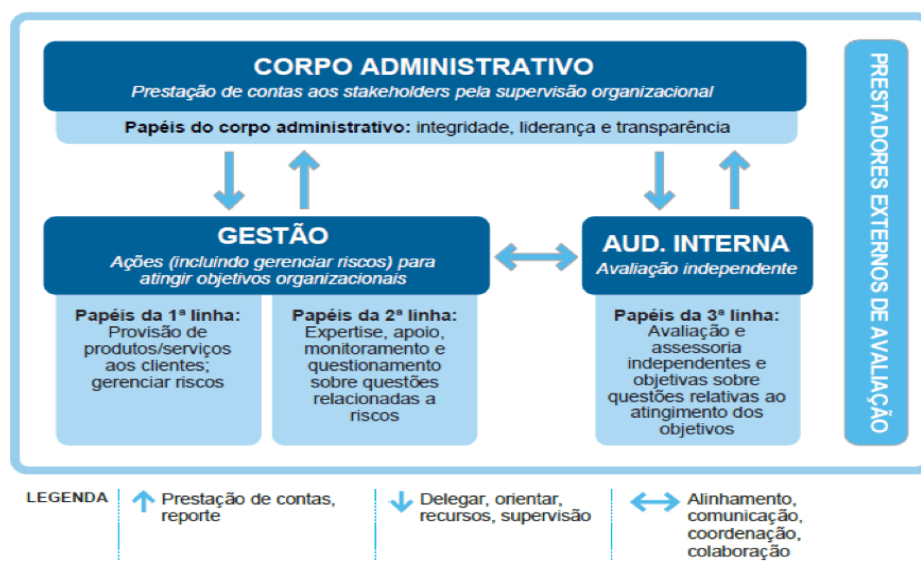 CORPO ADMINISTRATIVO
Prestação de contas aos stakeholders pela supervisão organizacional
Papéis do corpo administrativo: integridade, liderança e transparência
GESTÃO
Ações (incluindo gerenciar riscos) para
atingir objetivos organizacionais
Papéis da 1ª linha:
Provisão de
produtos/serviços
aos clientes;
gerenciar riscos
Papéis da 2ª linha:
Expertise, apoio,
monitoramento e
questionamento
sobre questões
relacionadas a
riscos
AUD. INTERNA
Avaliação independente
Papéis da 3ª linha:
Avaliação e
assessoria
independentes e
objetivas sobre
questões relativas ao
atingimento dos
objetivos
PRESTADORES EXTERNOS DE AVALIAÇÃO
LEGENDA
Prestação de contas,
reporte
Delegar, orientar,
recursos, supervisão
Alinhamento,
comunicação,
coordenação,
colaboração